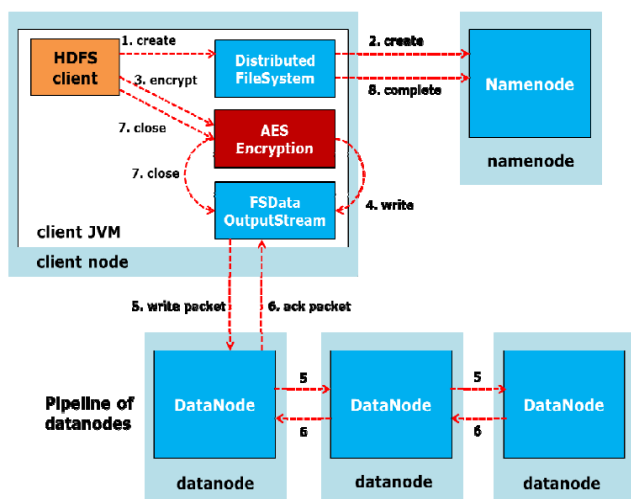 HDFS
client
1. create
Distributed
FileSystem
2. create
8. complete
Namenode
namenode
3. encrypt
7. close
AES
Encryption
7. close
4. write
FSData
OutputStream
client JVM
client node
5. write packet
6. ack packet
Pipeline of
datanodes
DataNode
5
6
DataNode
5
6
DataNode
datanode
datanode
datanode